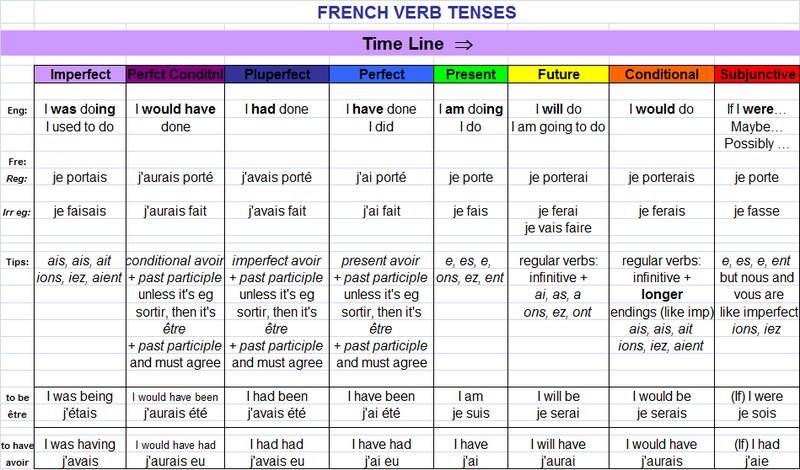 FRENCH VERB TENSES
Time Line ⇒
Imperfect Perfct Conditni Pluperfect Perfect Present Future Conditional Subjunctive
Eng: I was doing I would have I had done I have done I am doing I will do I would do If I were…
I used to do done I did I do I am going to do Maybe…
Possibly …
Fre:
Reg: je portais j'aurais porté j'avais porté j'ai porté je porte je porterai je porterais je porte
Irr eg: je faisais j'aurais fait j'avais fait j'ai fait je fais je ferai je ferais je fasse
je vais faire
Tips: ais, ais, ait conditional avoir imperfect avoir present avoir e, es, e, regular verbs: regular verbs: e, es, e, ent
ions, iez, aient + past participle + past participle + past participle ons, ez, ent infinitive + infinitive + but nous and
unless it's eg unless it's eg unless it's eg ai, as, a longer vous are
sortir, then it's sortir, then it's sortir, then it's ons, ez, ont endings (like imp) like imperfect
être être être ais, ais, ait ions, iez
+ past participle + past participle + past participle ions, iez, aient
and must agree and must agree and must agree
to be I was being I would have been I had been I have been I am I will be I would be (If) I were
être j'étais j'aurais été j'avais été j'ai été je suis je serai je serais je sois
to have I was having I would have had I had had I have had I have I will have I would have (If) I had
avoir j'avais j'aurais eu j'avais eu j'ai eu j'ai j'aurai j'aurais j'aie